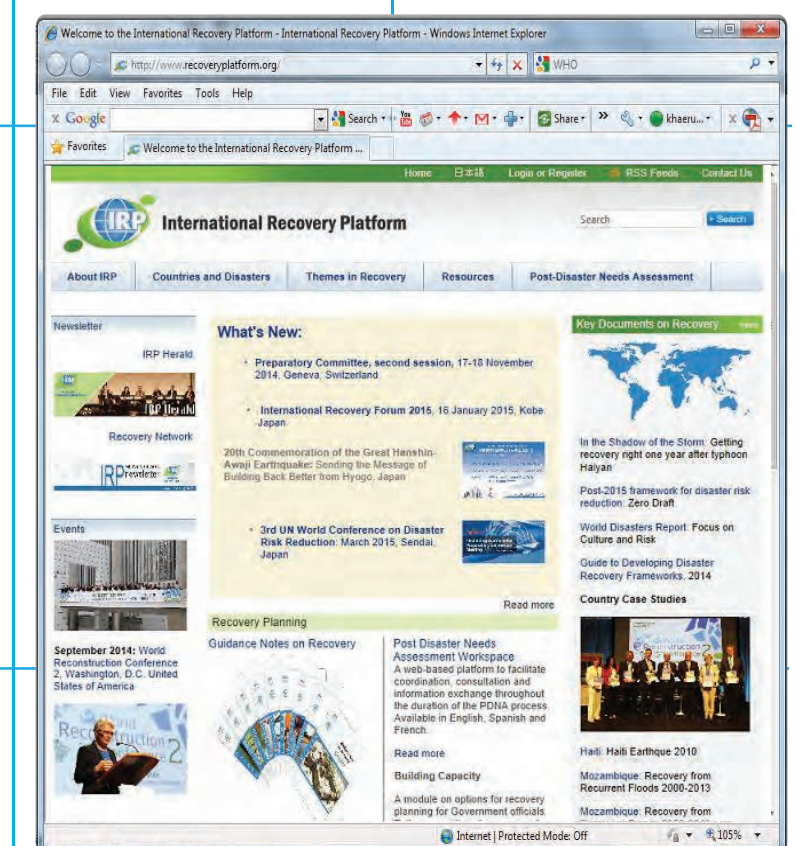 Welcome to the International Recovery Platform - International Recovery Platform - Windows Internet Explorer
http://www.recoveryplatform.org/
WHO
File Edit View Favorites Tools Help
x Google
Search
Share
khaeru...
Favorites
Welcome to the International Recovery Platform ...
Home 日本語 Login or Register RSS Feeds Contact Us
IRP International Recovery Platform
Search
Search
About IRP Countries and Disasters Themes in Recovery Resources Post-Disaster Needs Assessment
Newsletter
IRP Herald
IRP Herald
Recovery Network
IRP newsletter
Events
September 2014: World
Reconstruction Conference
2, Washington, D.C. United
States of America
World
Reconstruction
2
What's New:
• Preparatory Committee, second session, 17-18 November
2014, Geneva, Switzerland
• International Recovery Forum 2015, 16 January 2015, Kobe,
Japan
20th Commemoration of the Great Hanshin-
Awaji Earthquake: Sending the Message of
Building Back Better from Hyogo, Japan
• 3rd UN World Conference on Disaster
Risk Reduction: March 2015, Sendai,
Japan
Read more
Recovery Planning
Guidance Notes on Recovery
Post Disaster Needs
Assessment Workspace
A web-based platform to facilitate
coordination, consultation and
information exchange throughout
the duration of the PDNA process.
Available in English, Spanish and
French.
Read more
Building Capacity
A module on options for recovery
planning for Government officials.
Key Documents on Recovery more
In the Shadow of the Storm: Getting
recovery right one year after typhoon
Haiyan
Post-2015 framework for disaster risk
reduction: Zero Draft
World Disasters Report: Focus on
Culture and Risk
Guide to Developing Disaster
Recovery Frameworks, 2014
Country Case Studies
Haiti: Haiti Earthque 2010
Mozambique: Recovery from
Recurrent Floods 2000-2013
Mozambique: Recovery from
Internet | Protected Mode: Off
105%